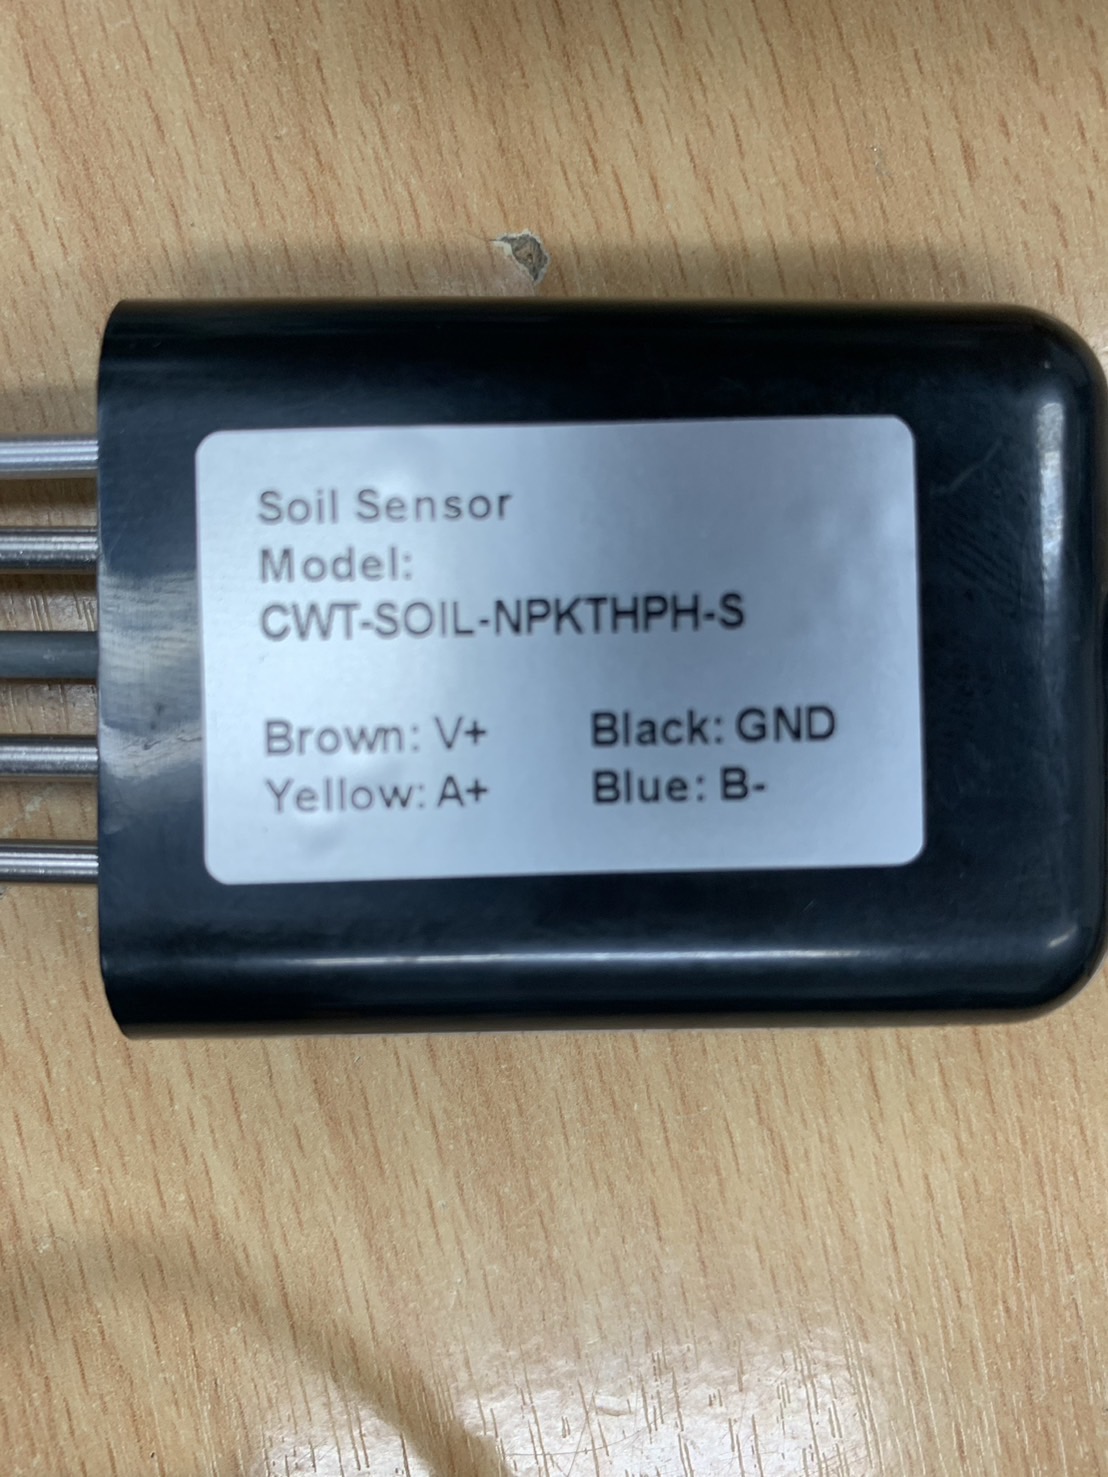 Soil Sensor
Model:
CWT-SOIL-NPKTHPH-S
Brown: V+ Black: GND
Yellow: A+ Blue: B-